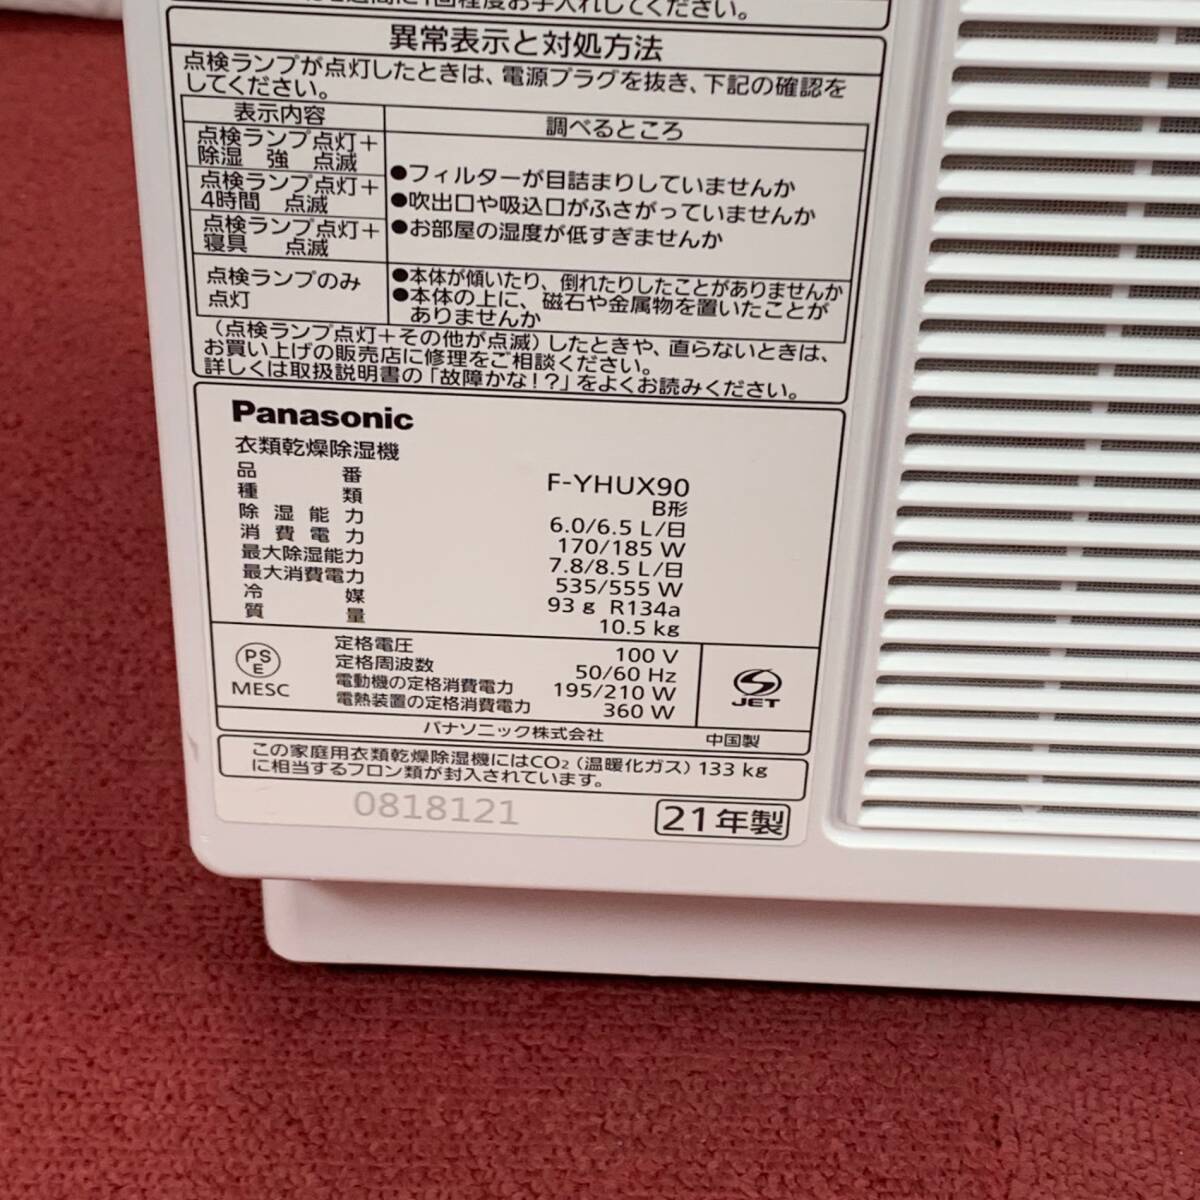 週間に1回程度お手入れしてください。
異常表示と対処方法
点検ランプが点灯したときは、電源プラグを抜き、下記の確認を
してください。
表示内容
調べるところ
点検ランプ点灯＋
除湿 強 点滅
点検ランプ点灯＋
4時間 点滅
点検ランプ点灯＋
寝具 点滅
●フィルターが目詰まりしていませんか
●吹出口や吸込口がふさがっていませんか
●お部屋の湿度が低すぎませんか
点検ランプのみ
点灯
●本体が傾いたり、倒れたりしたことがありませんか
●本体の上に、磁石や金属物を置いたことが
ありませんか
（点検ランプ点灯＋その他が点滅）したときや、直らないときは、
お買い上げの販売店に修理をご相談ください。
詳しくは取扱説明書の「故障かな!？」をよくお読みください。
Panasonic
衣類乾燥除湿機
品番 F-YHUX90
種類 B形
除湿能力 6.0/6.5 L/日
消費電力 170/185 W
最大除湿能力 7.8/8.5 L/日
最大消費電力 535/555 W
冷媒 93 g R134a
質量 10.5 kg
PS
E
MESC
定格電圧 100 V
定格周波数 50/60 Hz
電動機の定格消費電力 195/210 W
電熱装置の定格消費電力 360 W
JET
パナソニック株式会社 中国製
この家庭用衣類乾燥除湿機にはCO₂（温暖化ガス）133 kg
に相当するフロン類が封入されています。
0818121
21年製